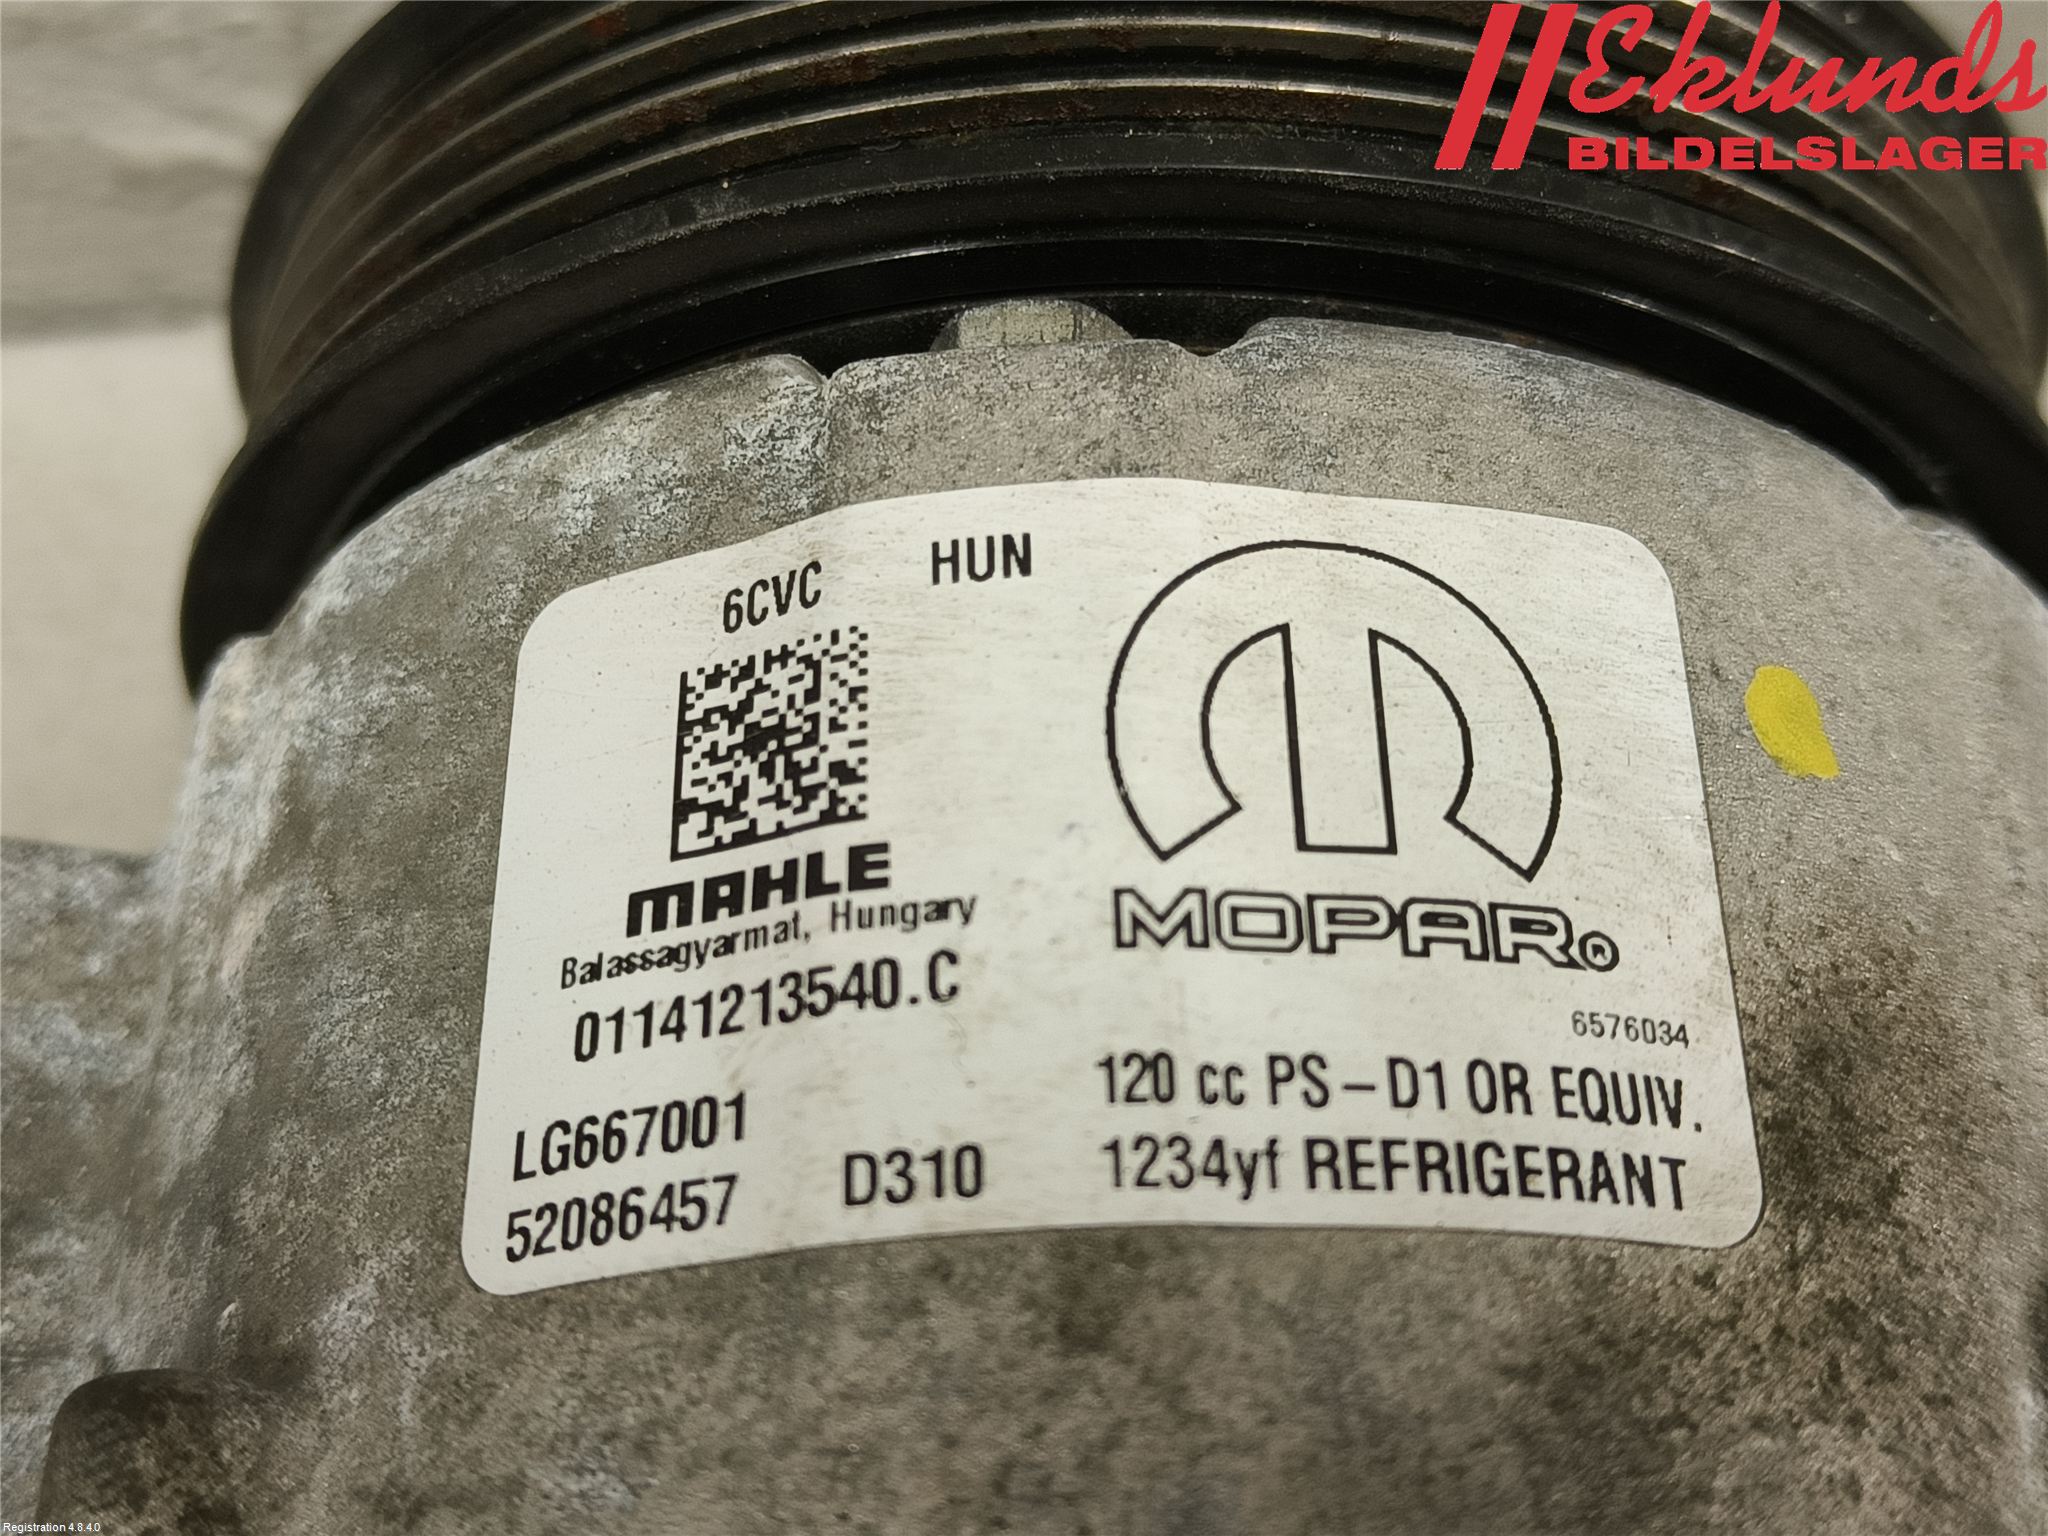 Eklunds
BILDELSLAGER
6CVC
HUN
MAHLE
Balassagyarmat, Hungary
01141213540.C
LG667001
52086457
D310
MOPAR®
6576034
120 cc PS-D1 OR EQUIV.
1234yf REFRIGERANT
Registration 4.8.4.0